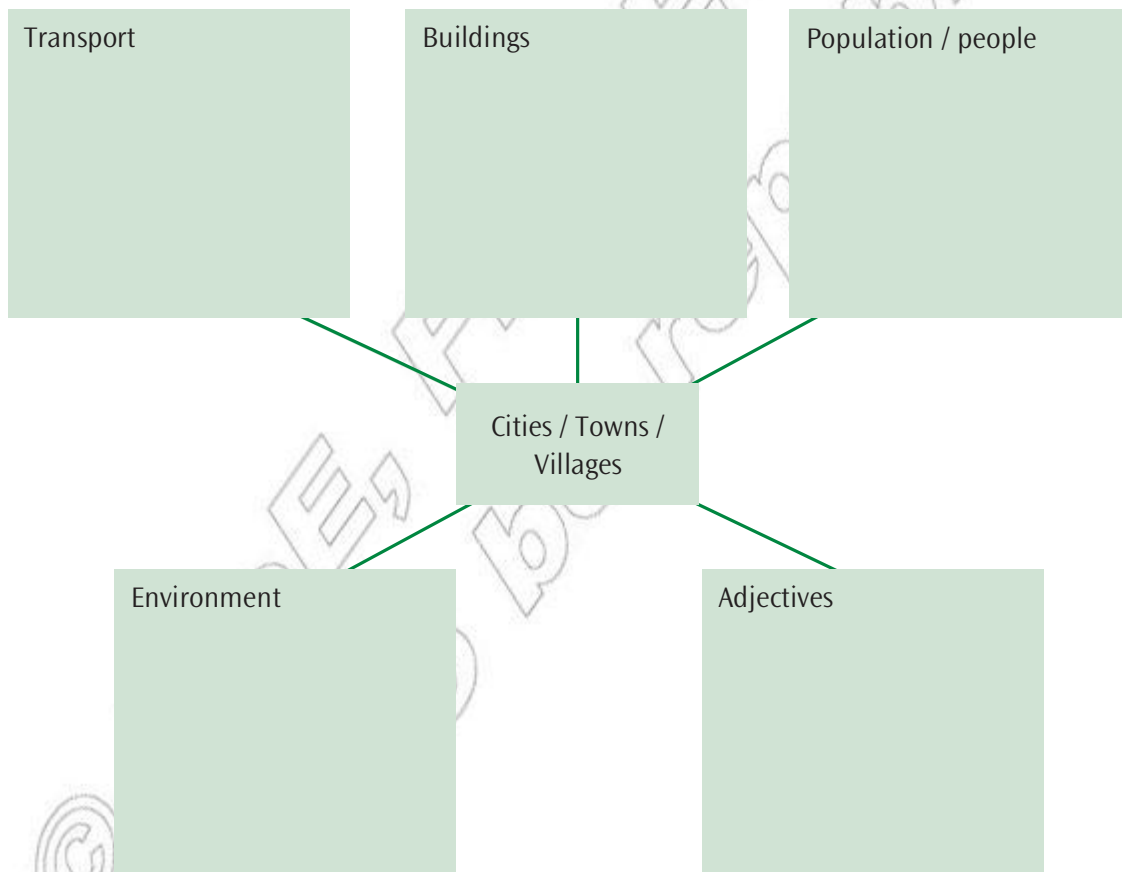 Transport
Buildings
Population / people
Cities / Towns /
Villages
Environment
Adjectives